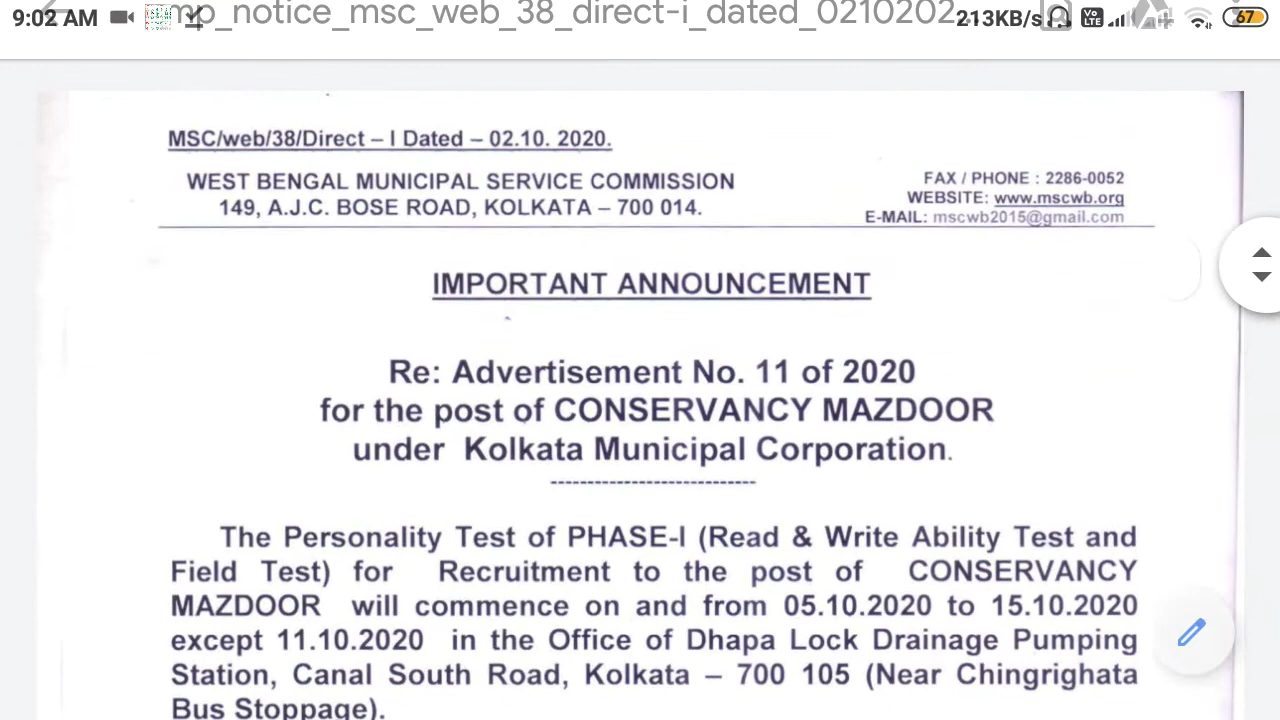 9:02 AM
mp_notice_msc_web_38_direct-i_dated_0210202
213KB/s
Vo LTE
67
MSC/web/38/Direct – I Dated – 02.10. 2020.
WEST BENGAL MUNICIPAL SERVICE COMMISSION
149, A.J.C. BOSE ROAD, KOLKATA – 700 014.
FAX / PHONE : 2286-0052
WEBSITE: www.mscwb.org
E-MAIL: mscwb2015@gmail.com
IMPORTANT ANNOUNCEMENT
Re: Advertisement No. 11 of 2020
for the post of CONSERVANCY MAZDOOR
under Kolkata Municipal Corporation.
---------------------------
The Personality Test of PHASE-I (Read & Write Ability Test and
Field Test) for Recruitment to the post of CONSERVANCY
MAZDOOR will commence on and from 05.10.2020 to 15.10.2020
except 11.10.2020 in the Office of Dhapa Lock Drainage Pumping
Station, Canal South Road, Kolkata – 700 105 (Near Chingrighata
Bus Stoppage).